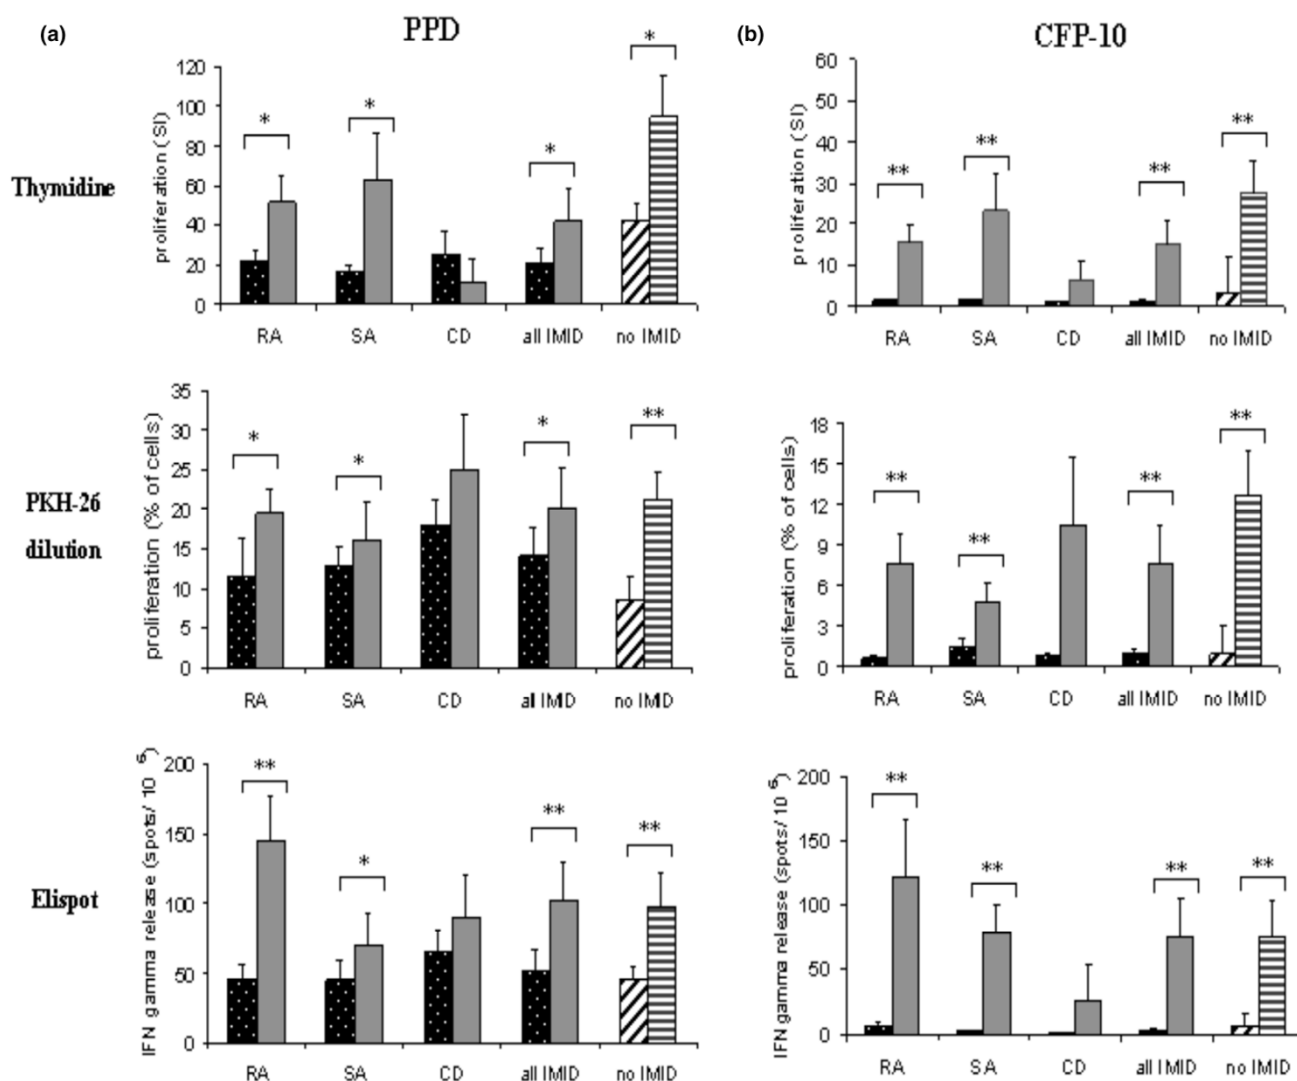 (a)
PPD
(b)
CFP-10
Thymidine
proliferation (SI)
120
100
80
60
40
20
0
*
*
*
*
RA
SA
CD
all IMID
no IMID
proliferation (SI)
60
50
40
30
20
10
0
**
**
**
**
RA
SA
CD
all IMID
no IMID
PKH-26
dilution
proliferation (% of cells)
35
30
25
20
15
10
5
0
*
*
*
**
RA
SA
CD
all IMID
no IMID
proliferation (% of cells)
18
15
12
9
6
3
0
**
**
**
**
RA
SA
CD
all IMID
no IMID
Elispot
IFN gamma release (spots/ 10 6)
200
150
100
50
0
**
*
**
**
RA
SA
CD
all IMID
no IMID
IFN gamma release (spots/ 10 6)
200
150
100
50
0
**
**
**
**
RA
SA
CD
all IMID
no IMID